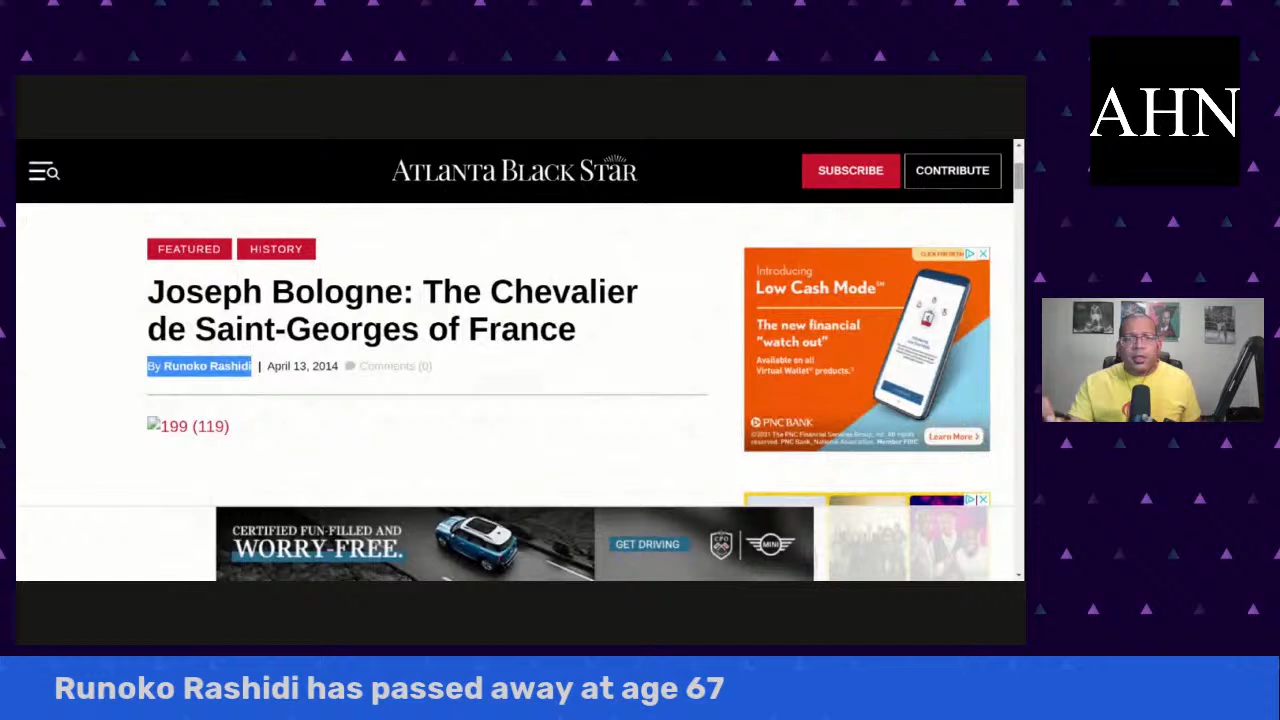 AHN
ATLANTA BLACK STAR
SUBSCRIBE
CONTRIBUTE
FEATURED
HISTORY
Joseph Bologne: The Chevalier
de Saint-Georges of France
By Runoko Rashidi | April 13, 2014 Comments (0)
199 (119)
Introducing
Low Cash Mode℠
The new financial
"watch out"
Available on all
Virtual Wallet® products.
PNC BANK
Learn More >
CERTIFIED FUN-FILLED AND
WORRY-FREE.
GET DRIVING
CPO
MINI
Runoko Rashidi has passed away at age 67